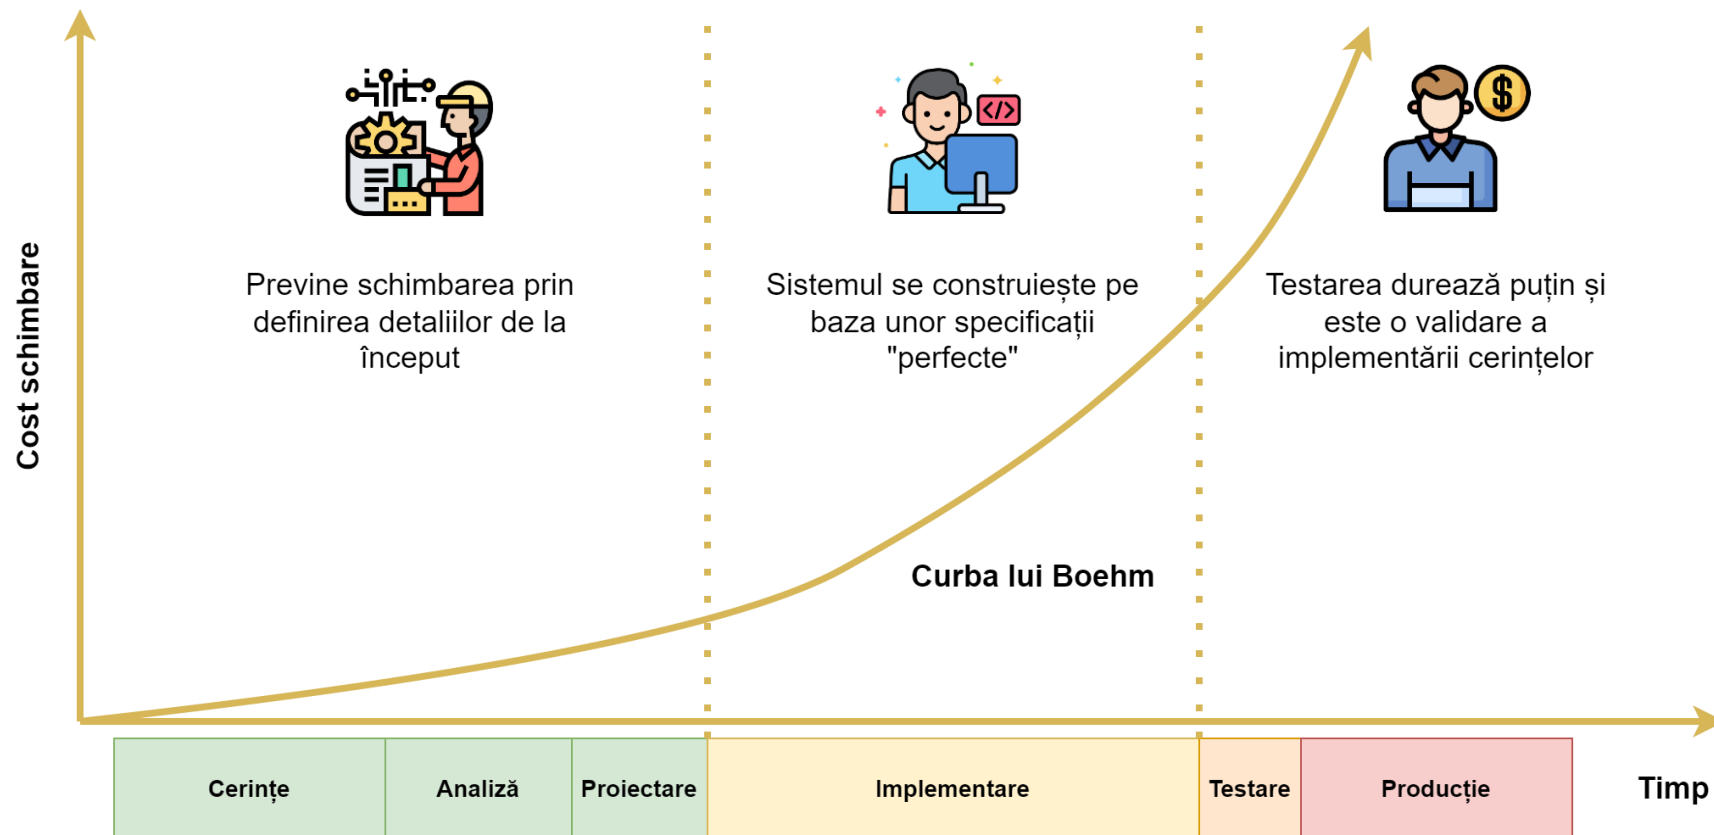 Cost schimbare
Previne schimbarea prin
definirea detaliilor de la
început
</>
Sistemul se construiește pe
baza unor specificații
"perfecte"
$
Testarea durează puțin și
este o validare a
implementării cerințelor
Curba lui Boehm
Cerințe
Analiză
Proiectare
Implementare
Testare
Producție
Timp